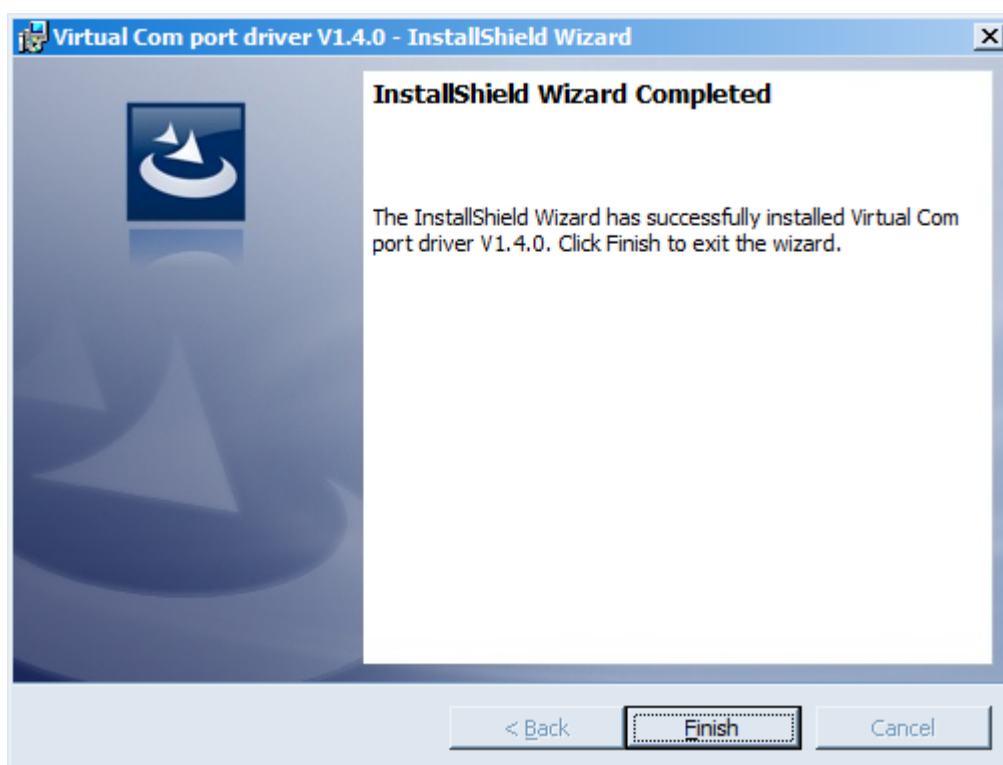 Virtual Com port driver V1.4.0 - InstallShield Wizard
InstallShield Wizard Completed
The InstallShield Wizard has successfully installed Virtual Com
port driver V1.4.0. Click Finish to exit the wizard.
< Back Finish Cancel